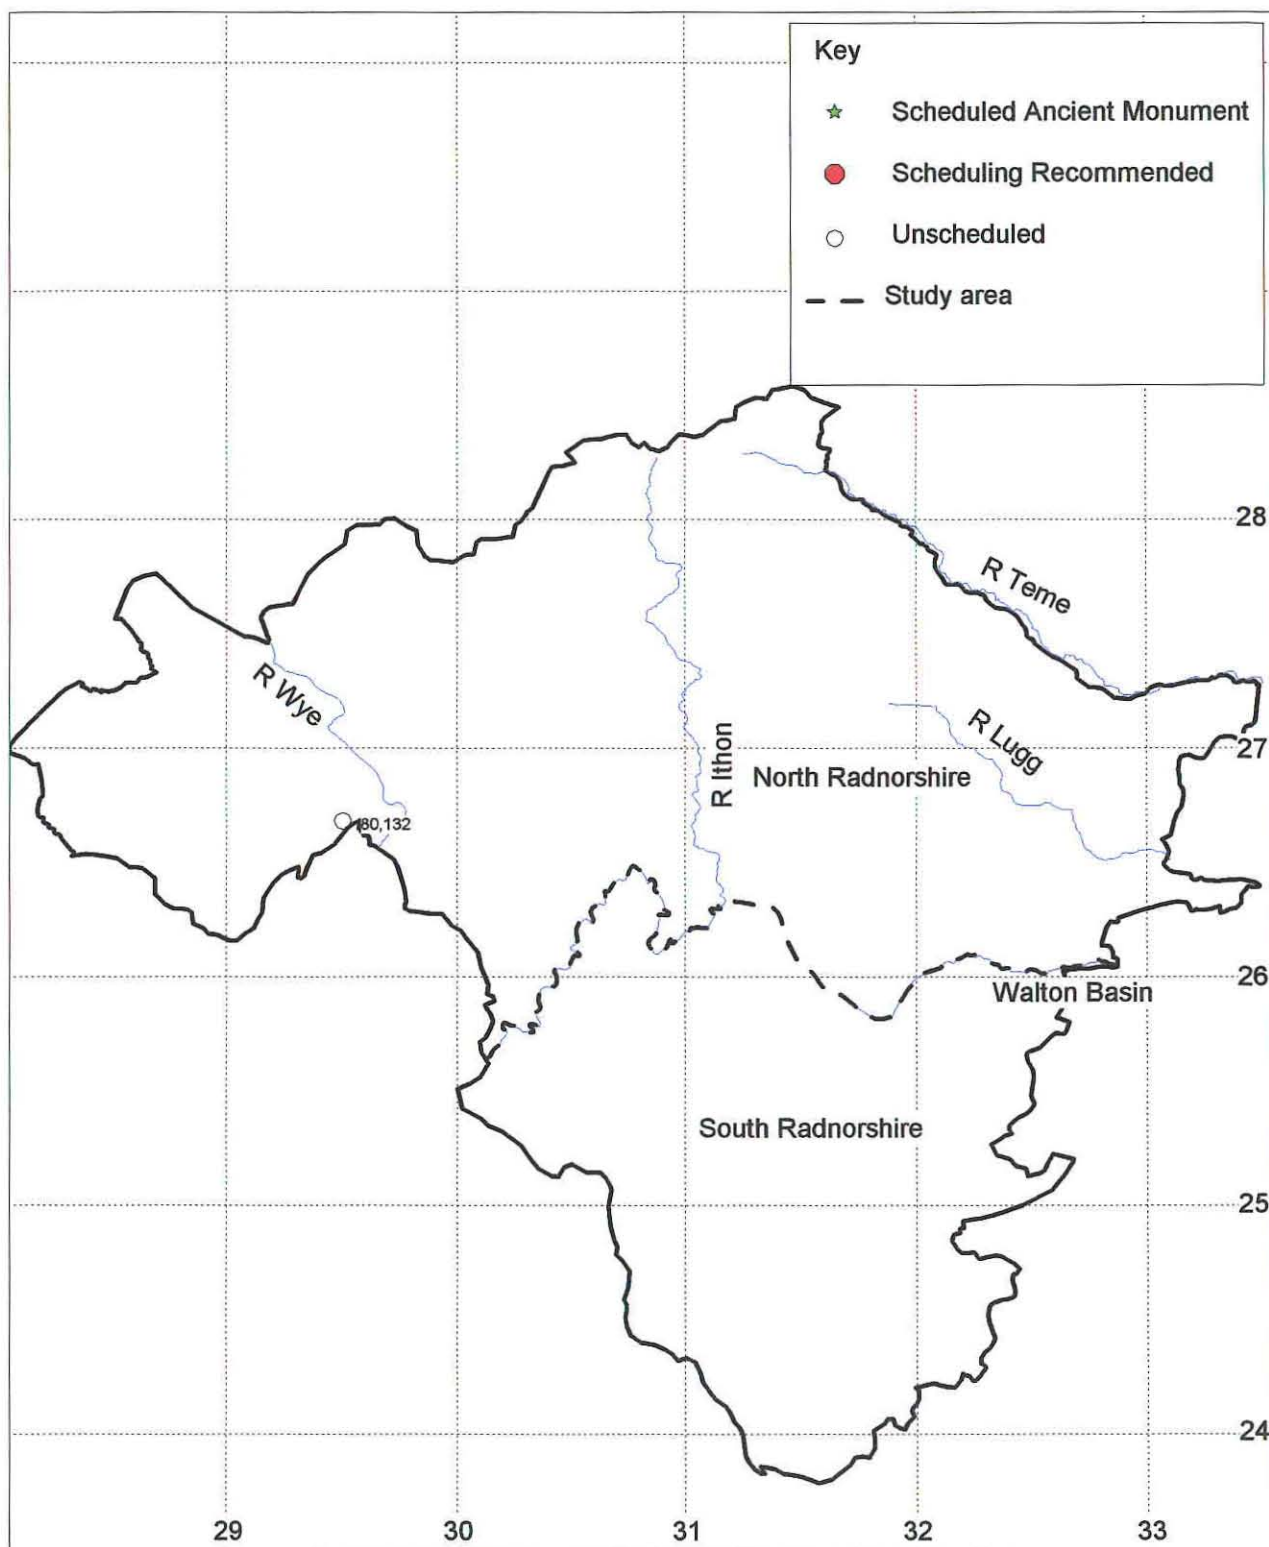 Key
Scheduled Ancient Monument
Scheduling Recommended
Unscheduled
Study area
28
R Teme
R Wye
R Ithon
R Lugg
27
North Radnorshire
80,132
26
Walton Basin
South Radnorshire
25
24
29
30
31
32
33